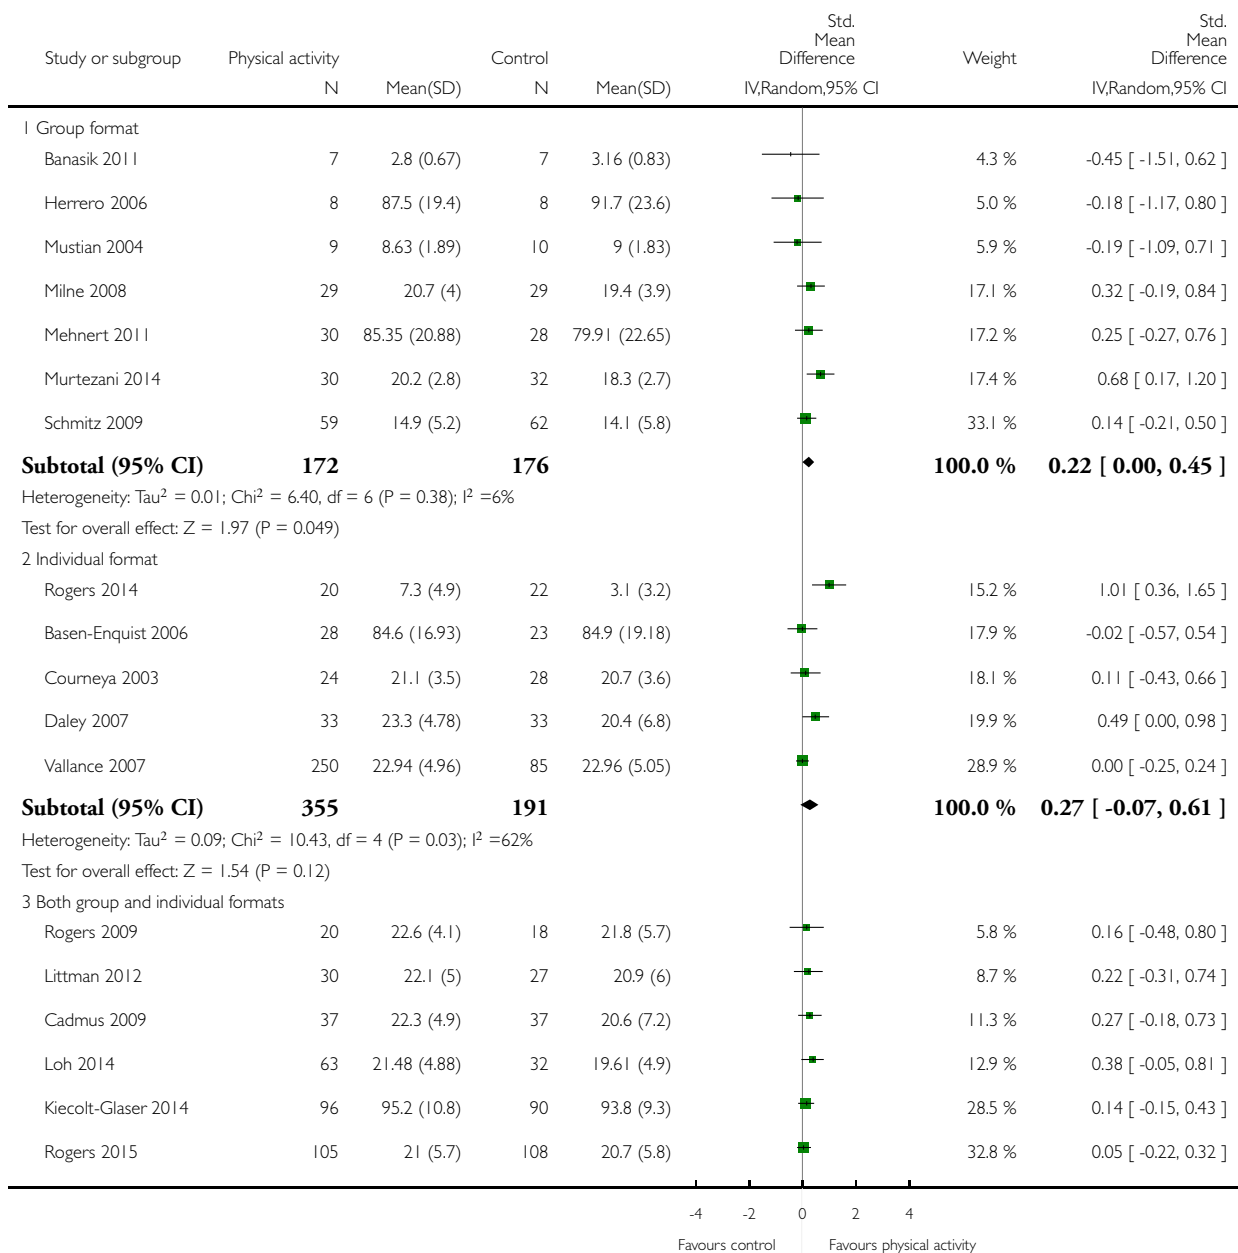 Study or subgroup Physical activity Control Std. Mean Difference Weight Std. Mean Difference
N Mean(SD) N Mean(SD) IV,Random,95% CI IV,Random,95% CI
1 Group format
Banasik 2011 7 2.8 (0.67) 7 3.16 (0.83) 4.3 % -0.45 [ -1.51, 0.62 ]
Herrero 2006 8 87.5 (19.4) 8 91.7 (23.6) 5.0 % -0.18 [ -1.17, 0.80 ]
Mustian 2004 9 8.63 (1.89) 10 9 (1.83) 5.9 % -0.19 [ -1.09, 0.71 ]
Milne 2008 29 20.7 (4) 29 19.4 (3.9) 17.1 % 0.32 [ -0.19, 0.84 ]
Mehnert 2011 30 85.35 (20.88) 28 79.91 (22.65) 17.2 % 0.25 [ -0.27, 0.76 ]
Murtezani 2014 30 20.2 (2.8) 32 18.3 (2.7) 17.4 % 0.68 [ 0.17, 1.20 ]
Schmitz 2009 59 14.9 (5.2) 62 14.1 (5.8) 33.1 % 0.14 [ -0.21, 0.50 ]
Subtotal (95% CI) 172 176 100.0 % 0.22 [ 0.00, 0.45 ]
Heterogeneity: Tau² = 0.01; Chi² = 6.40, df = 6 (P = 0.38); I² =6%
Test for overall effect: Z = 1.97 (P = 0.049)
2 Individual format
Rogers 2014 20 7.3 (4.9) 22 3.1 (3.2) 15.2 % 1.01 [ 0.36, 1.65 ]
Basen-Enquist 2006 28 84.6 (16.93) 23 84.9 (19.18) 17.9 % -0.02 [ -0.57, 0.54 ]
Courneya 2003 24 21.1 (3.5) 28 20.7 (3.6) 18.1 % 0.11 [ -0.43, 0.66 ]
Daley 2007 33 23.3 (4.78) 33 20.4 (6.8) 19.9 % 0.49 [ 0.00, 0.98 ]
Vallance 2007 250 22.94 (4.96) 85 22.96 (5.05) 28.9 % 0.00 [ -0.25, 0.24 ]
Subtotal (95% CI) 355 191 100.0 % 0.27 [ -0.07, 0.61 ]
Heterogeneity: Tau² = 0.09; Chi² = 10.43, df = 4 (P = 0.03); I² =62%
Test for overall effect: Z = 1.54 (P = 0.12)
3 Both group and individual formats
Rogers 2009 20 22.6 (4.1) 18 21.8 (5.7) 5.8 % 0.16 [ -0.48, 0.80 ]
Littman 2012 30 22.1 (5) 27 20.9 (6) 8.7 % 0.22 [ -0.31, 0.74 ]
Cadmus 2009 37 22.3 (4.9) 37 20.6 (7.2) 11.3 % 0.27 [ -0.18, 0.73 ]
Loh 2014 63 21.48 (4.88) 32 19.61 (4.9) 12.9 % 0.38 [ -0.05, 0.81 ]
Kiecolt-Glaser 2014 96 95.2 (10.8) 90 93.8 (9.3) 28.5 % 0.14 [ -0.15, 0.43 ]
Rogers 2015 105 21 (5.7) 108 20.7 (5.8) 32.8 % 0.05 [ -0.22, 0.32 ]
-4 -2 0 2 4
Favours control Favours physical activity